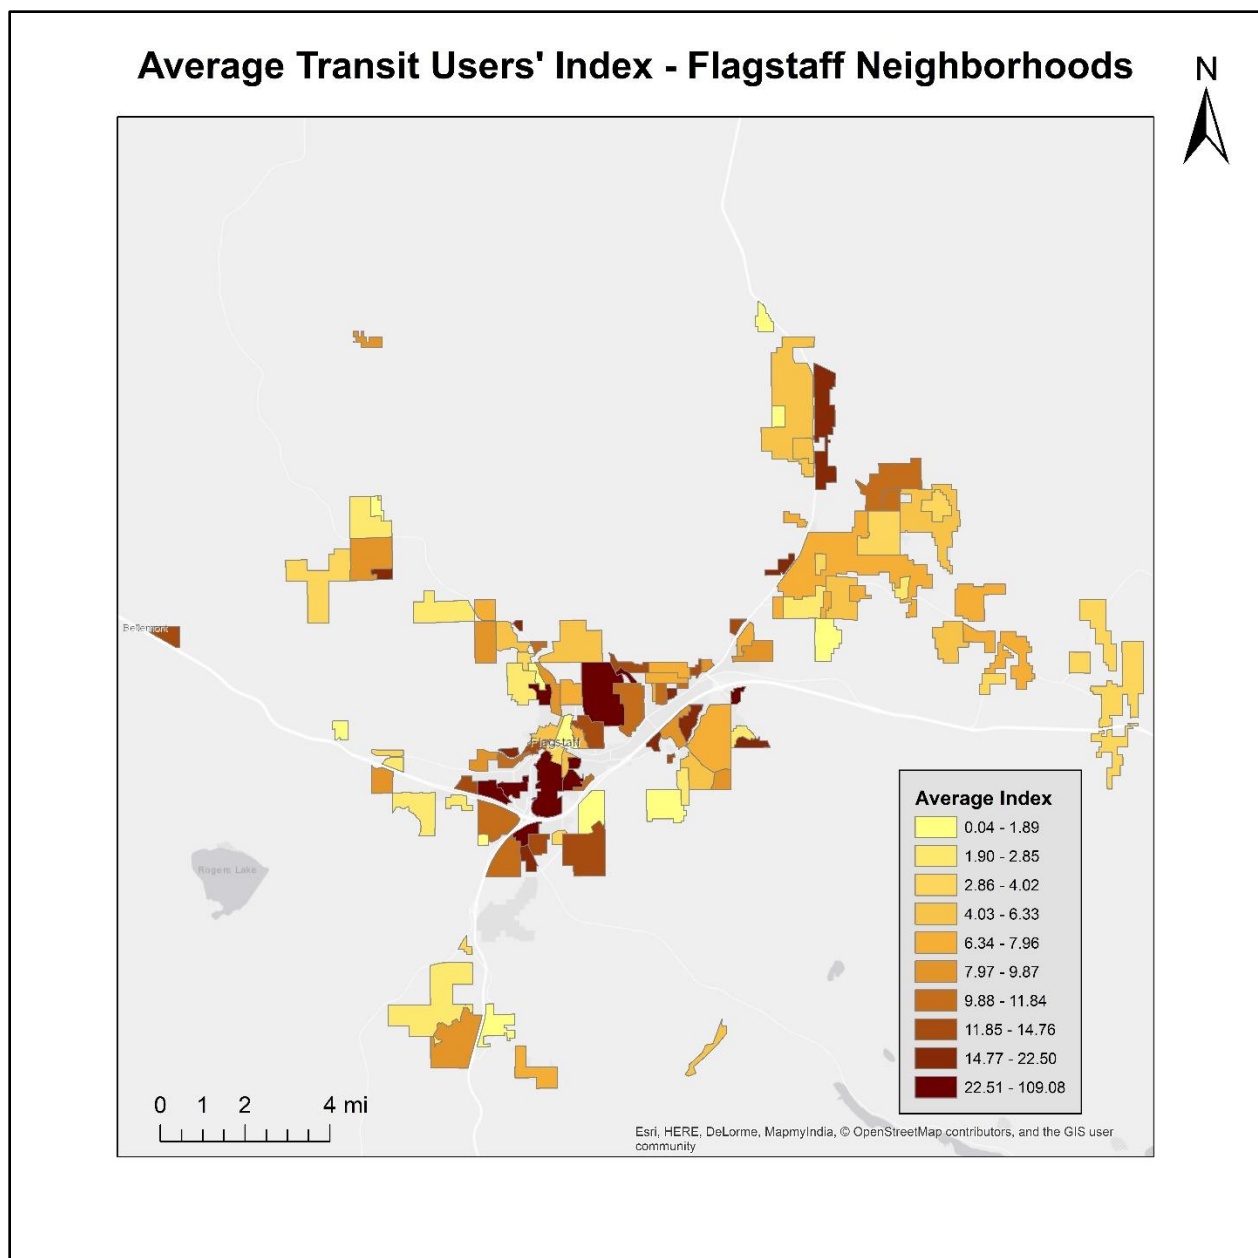 Average Transit Users' Index - Flagstaff Neighborhoods
N
Bellemont
Flagstaff
Rogers Lake
Average Index
0.04 - 1.89
1.90 - 2.85
2.86 - 4.02
4.03 - 6.33
6.34 - 7.96
7.97 - 9.87
9.88 - 11.84
11.85 - 14.76
14.77 - 22.50
22.51 - 109.08
0 1 2 4 mi
Esri, HERE, DeLorme, MapmyIndia, © OpenStreetMap contributors, and the GIS user
community